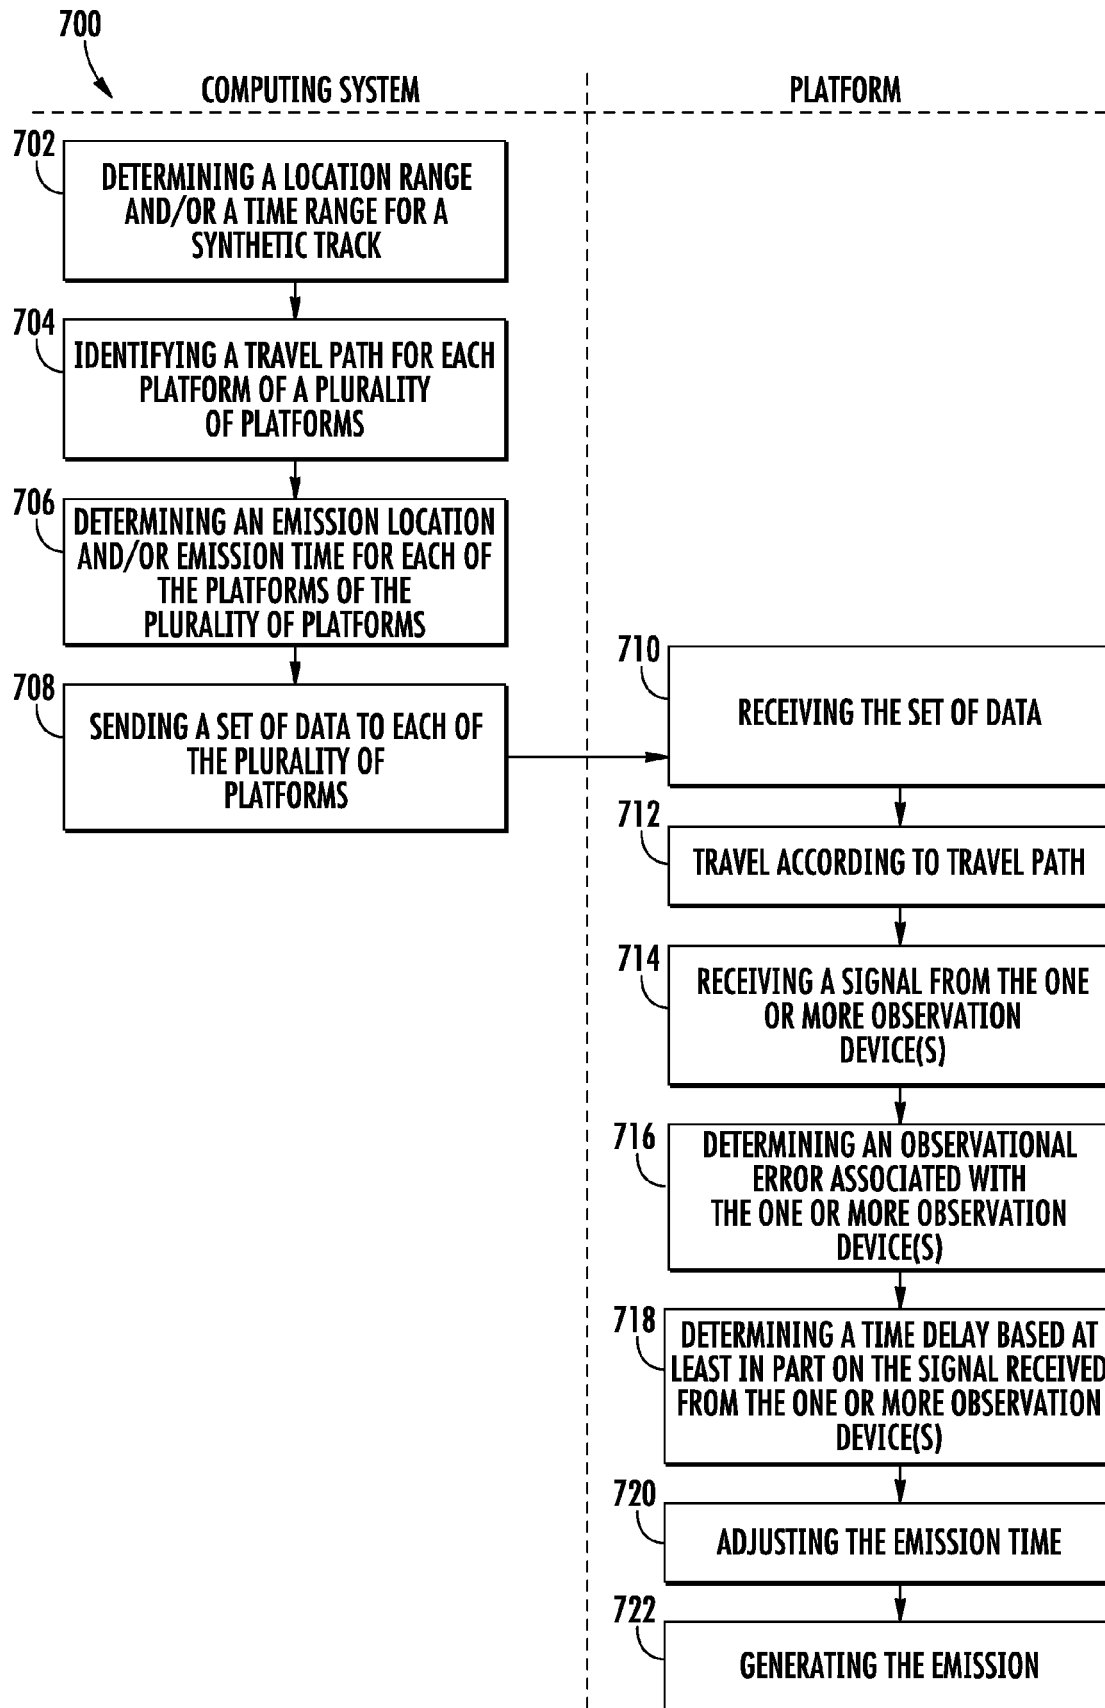 700
COMPUTING SYSTEM
PLATFORM
702
DETERMINING A LOCATION RANGE
AND/OR A TIME RANGE FOR A
SYNTHETIC TRACK
704
IDENTIFYING A TRAVEL PATH FOR EACH
PLATFORM OF A PLURALITY
OF PLATFORMS
706
DETERMINING AN EMISSION LOCATION
AND/OR EMISSION TIME FOR EACH OF
THE PLATFORMS OF THE
PLURALITY OF PLATFORMS
708
SENDING A SET OF DATA TO EACH OF
THE PLURALITY OF
PLATFORMS
710
RECEIVING THE SET OF DATA
712
TRAVEL ACCORDING TO TRAVEL PATH
714
RECEIVING A SIGNAL FROM THE ONE
OR MORE OBSERVATION
DEVICE(S)
716
DETERMINING AN OBSERVATIONAL
ERROR ASSOCIATED WITH
THE ONE OR MORE OBSERVATION
DEVICE(S)
718
DETERMINING A TIME DELAY BASED AT
LEAST IN PART ON THE SIGNAL RECEIVED
FROM THE ONE OR MORE OBSERVATION
DEVICE(S)
720
ADJUSTING THE EMISSION TIME
722
GENERATING THE EMISSION